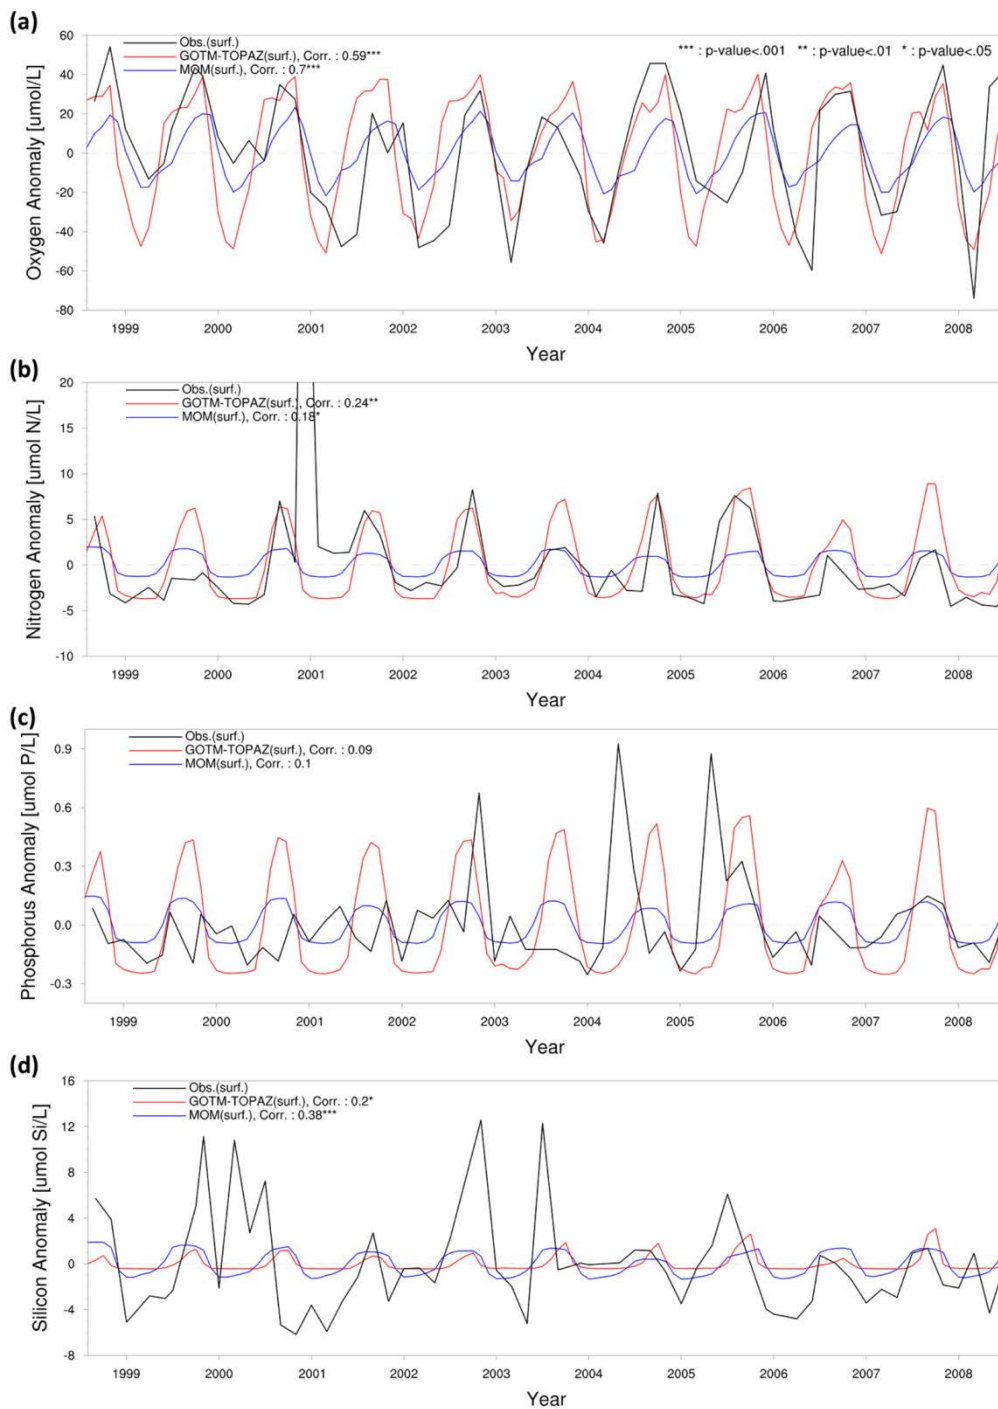 (a)
Obs.(surf.)
GOTM-TOPAZ(surf.), Corr. : 0.59***
MOM(surf.), Corr. : 0.7***
*** : p-value<.001 ** : p-value<.01 * : p-value<.05
Oxygen Anomaly [umol/L]
60
40
20
0
-20
-40
-60
-80
1999 2000 2001 2002 2003 2004 2005 2006 2007 2008
Year
(b)
Obs.(surf.)
GOTM-TOPAZ(surf.), Corr. : 0.24**
MOM(surf.), Corr. : 0.18*
Nitrogen Anomaly [umol N/L]
20
15
10
5
0
-5
-10
1999 2000 2001 2002 2003 2004 2005 2006 2007 2008
Year
(c)
Obs.(surf.)
GOTM-TOPAZ(surf.), Corr. : 0.09
MOM(surf.), Corr. : 0.1
Phosphorus Anomaly [umol P/L]
0.9
0.6
0.3
0.0
-0.3
1999 2000 2001 2002 2003 2004 2005 2006 2007 2008
Year
(d)
Obs.(surf.)
GOTM-TOPAZ(surf.), Corr. : 0.2*
MOM(surf.), Corr. : 0.38***
Silicon Anomaly [umol Si/L]
16
12
8
4
0
-4
-8
1999 2000 2001 2002 2003 2004 2005 2006 2007 2008
Year